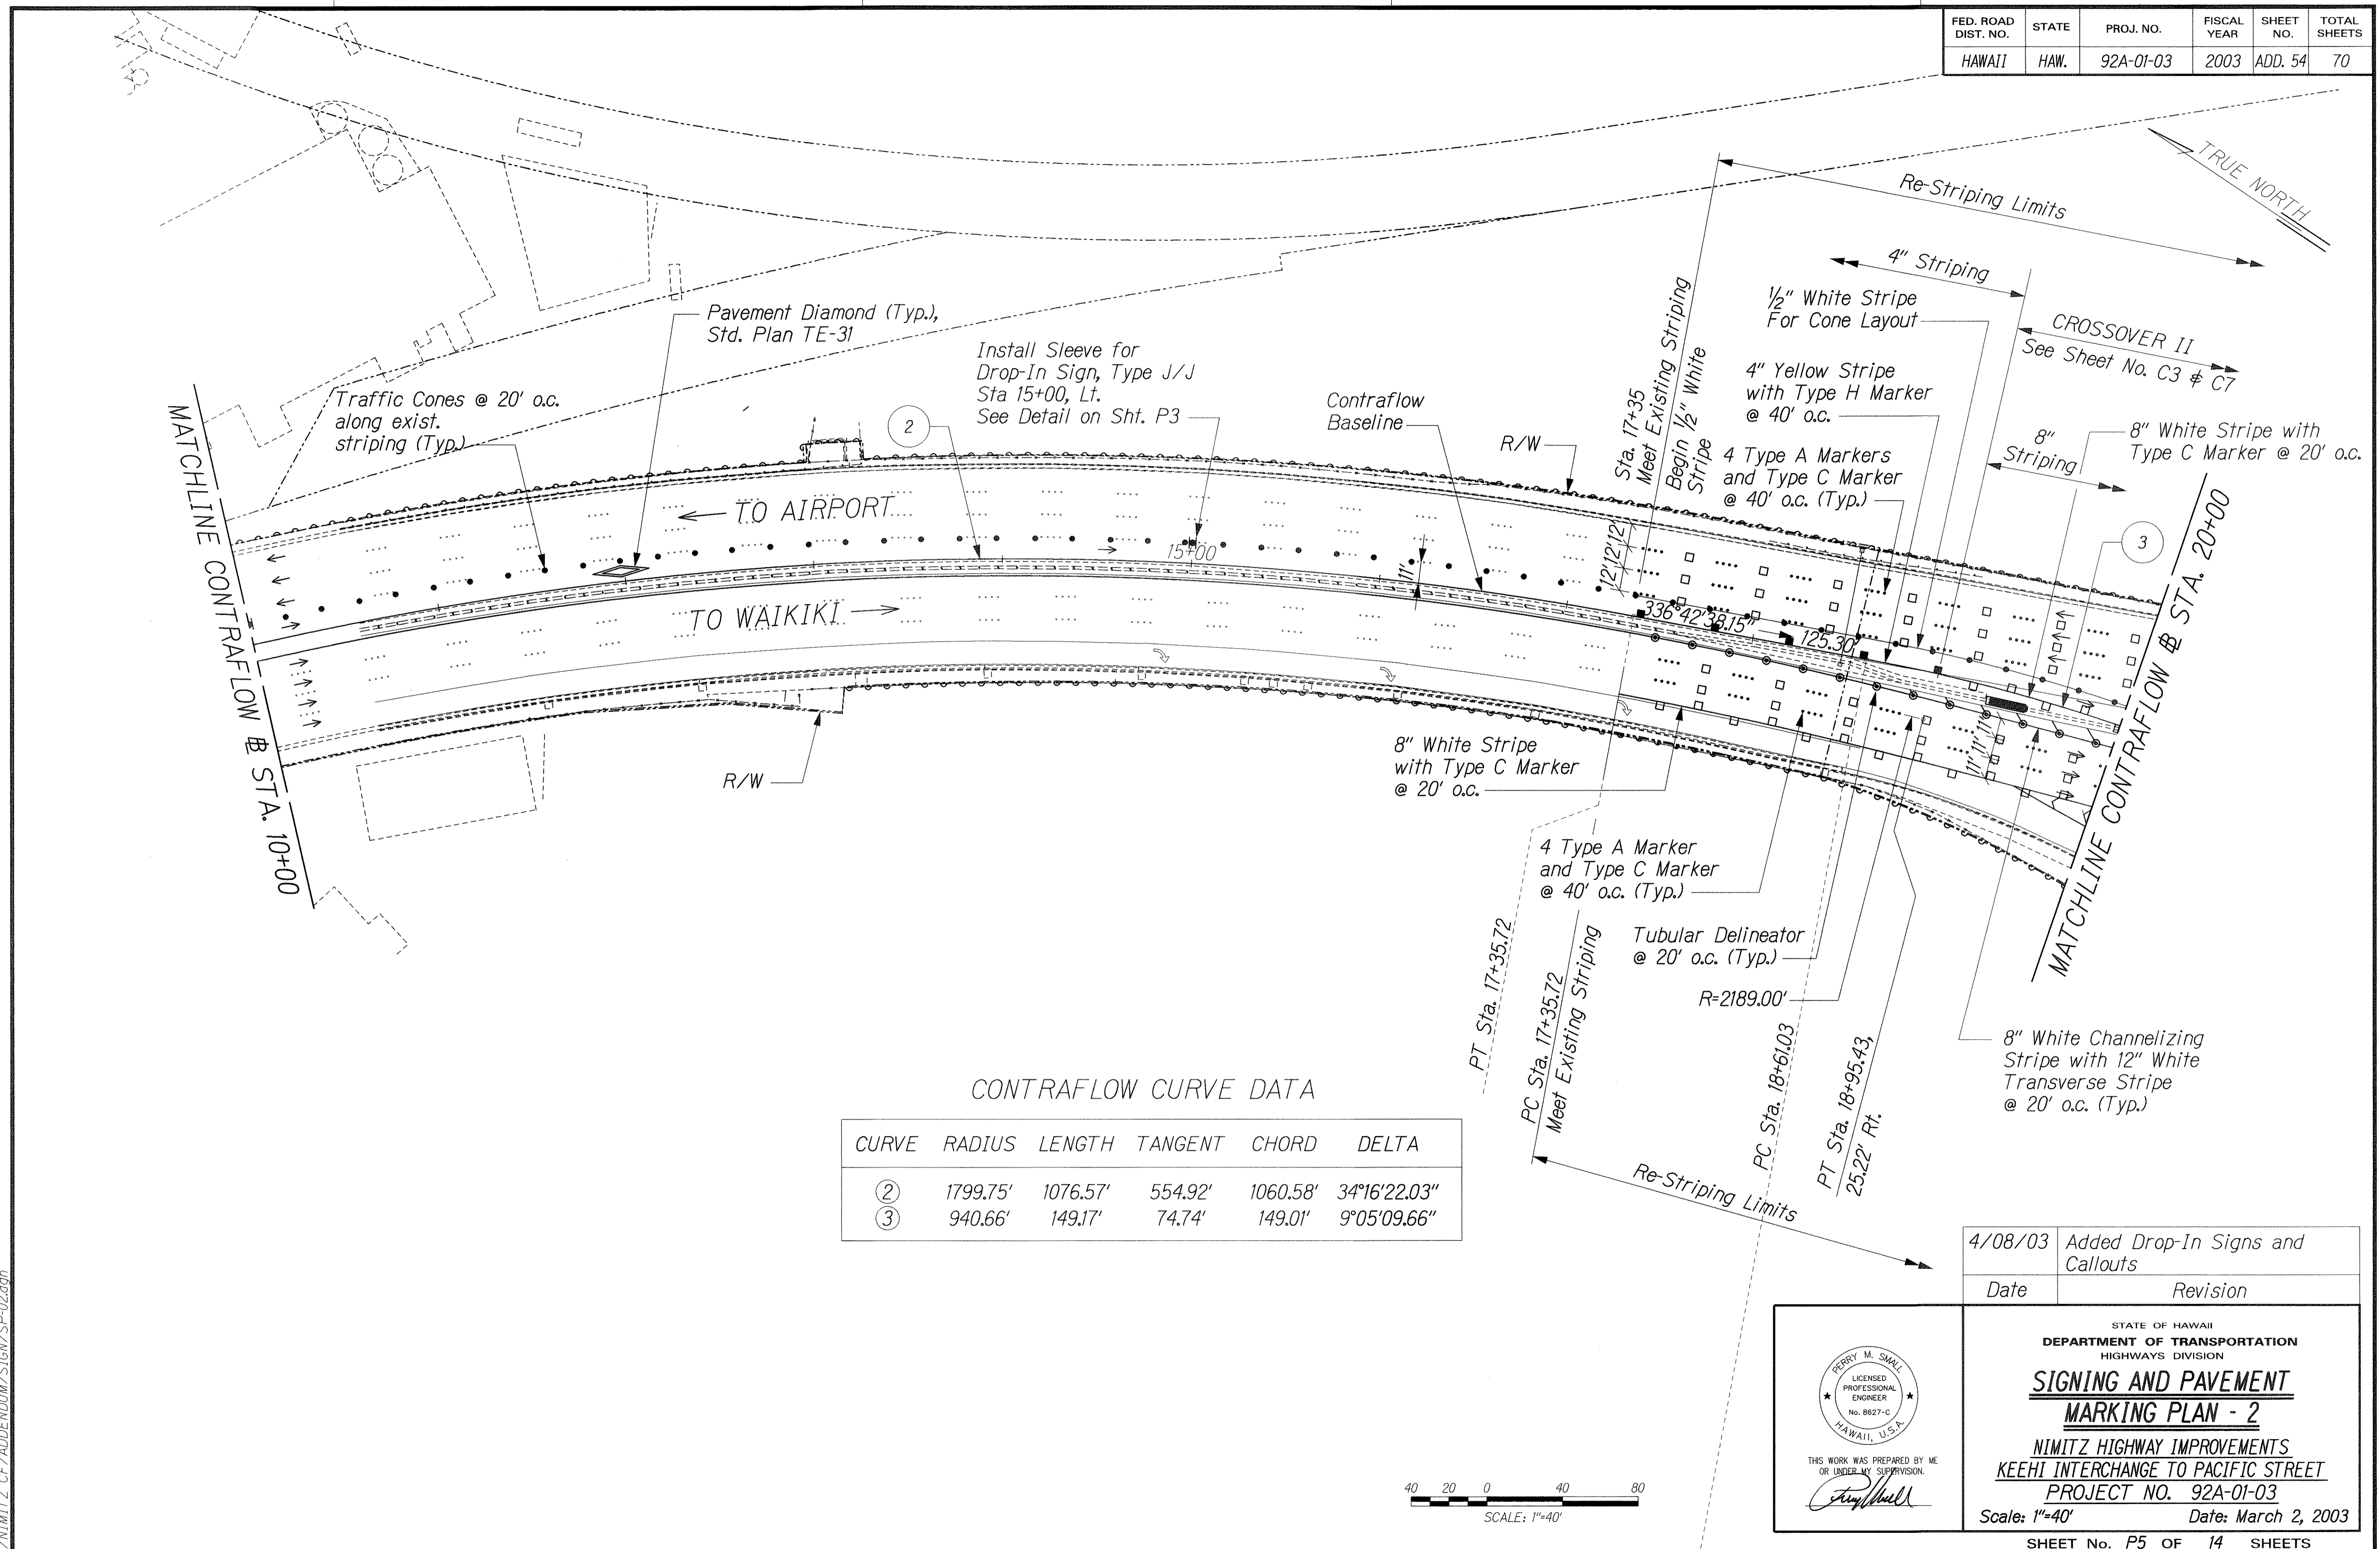 FED. ROAD DIST. NO. STATE PROJ. NO. FISCAL YEAR SHEET NO. TOTAL SHEETS
HAWAII HAW. 92A-01-03 2003 ADD. 54 70
TRUE NORTH
Re-Striping Limits
4" Striping
1/2" White Stripe
For Cone Layout
CROSSOVER II
See Sheet No. C3 & C7
4" Yellow Stripe
with Type H Marker
@ 40' o.c.
8"
Striping
8" White Stripe with
Type C Marker @ 20' o.c.
4 Type A Markers
and Type C Marker
@ 40' o.c. (Typ.)
Sta. 17+35
Meet Existing Striping
Begin 1/2" White
Stripe
Pavement Diamond (Typ.),
Std. Plan TE-31
Install Sleeve for
Drop-In Sign, Type J/J
Sta 15+00, Lt.
See Detail on Sht. P3
Traffic Cones @ 20' o.c.
along exist.
striping (Typ.)
2
Contraflow
Baseline
R/W
3
MATCHLINE CONTRAFLOW ℄ STA. 10+00
TO AIRPORT
15+00
11'
12'12'12'
TO WAIKIKI
336°42'38.15"
125.30'
11' 11' 11'
MATCHLINE CONTRAFLOW ℄ STA. 20+00
R/W
8" White Stripe
with Type C Marker
@ 20' o.c.
4 Type A Marker
and Type C Marker
@ 40' o.c. (Typ.)
Tubular Delineator
@ 20' o.c. (Typ.)
R=2189.00'
PT Sta. 17+35.72
PC Sta. 17+35.72
Meet Existing Striping
PC Sta. 18+61.03
PT Sta. 18+95.43,
25.22' Rt.
8" White Channelizing
Stripe with 12" White
Transverse Stripe
@ 20' o.c. (Typ.)
Re-Striping Limits
CONTRAFLOW CURVE DATA
CURVE RADIUS LENGTH TANGENT CHORD DELTA
2 1799.75' 1076.57' 554.92' 1060.58' 34°16'22.03"
3 940.66' 149.17' 74.74' 149.01' 9°05'09.66"
4/08/03 Added Drop-In Signs and
Callouts
Date Revision
PERRY M. SMALL
LICENSED
PROFESSIONAL
ENGINEER
No. 8627-C
HAWAII, U.S.A.
THIS WORK WAS PREPARED BY ME
OR UNDER MY SUPERVISION.
STATE OF HAWAII
DEPARTMENT OF TRANSPORTATION
HIGHWAYS DIVISION
SIGNING AND PAVEMENT
MARKING PLAN - 2
NIMITZ HIGHWAY IMPROVEMENTS
KEEHI INTERCHANGE TO PACIFIC STREET
PROJECT NO. 92A-01-03
Scale: 1"=40' Date: March 2, 2003
SHEET No. P5 OF 14 SHEETS
40 20 0 40 80
SCALE: 1"=40'